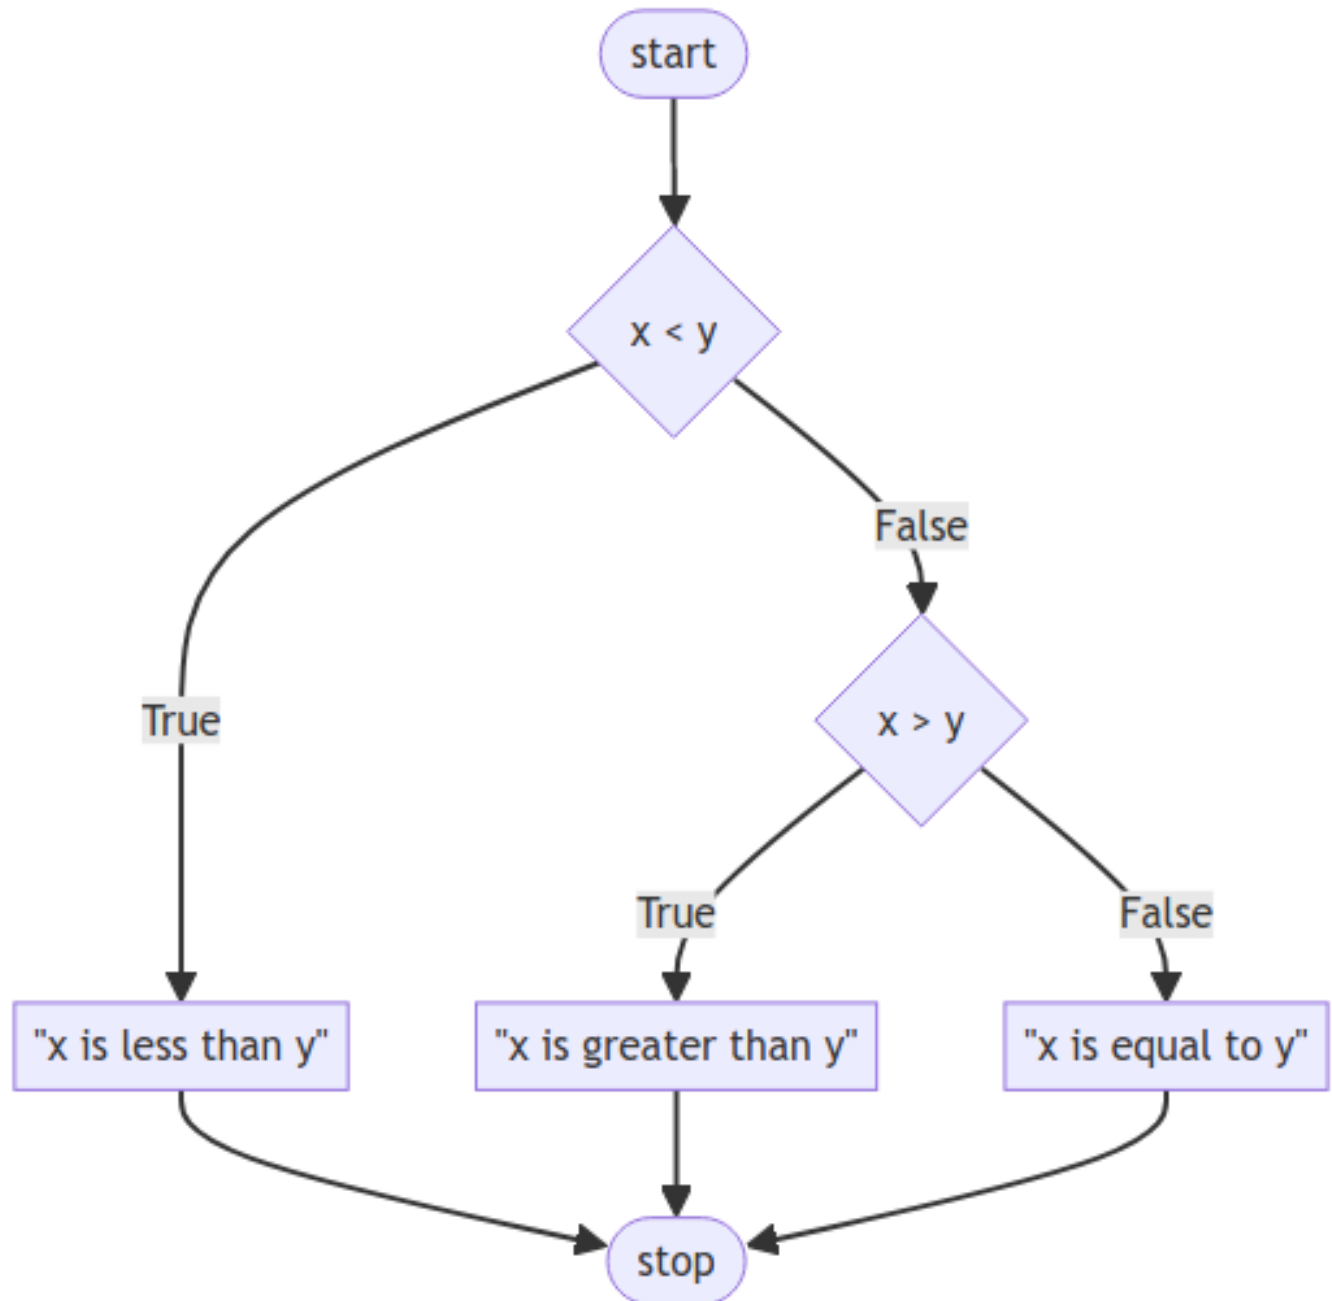 start
x < y
False
True
x > y
True
False
"x is less than y"
"x is greater than y"
"x is equal to y"
stop